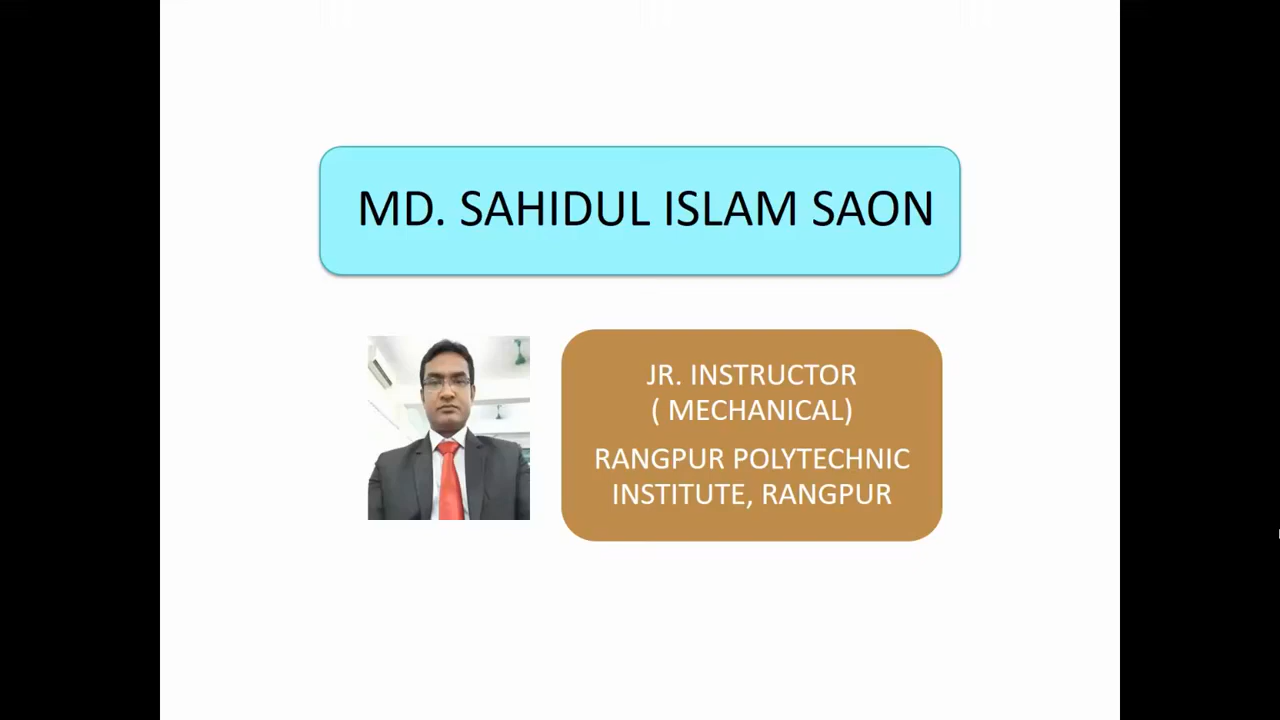 MD. SAHIDUL ISLAM SAON
JR. INSTRUCTOR
( MECHANICAL)
RANGPUR POLYTECHNIC
INSTITUTE, RANGPUR